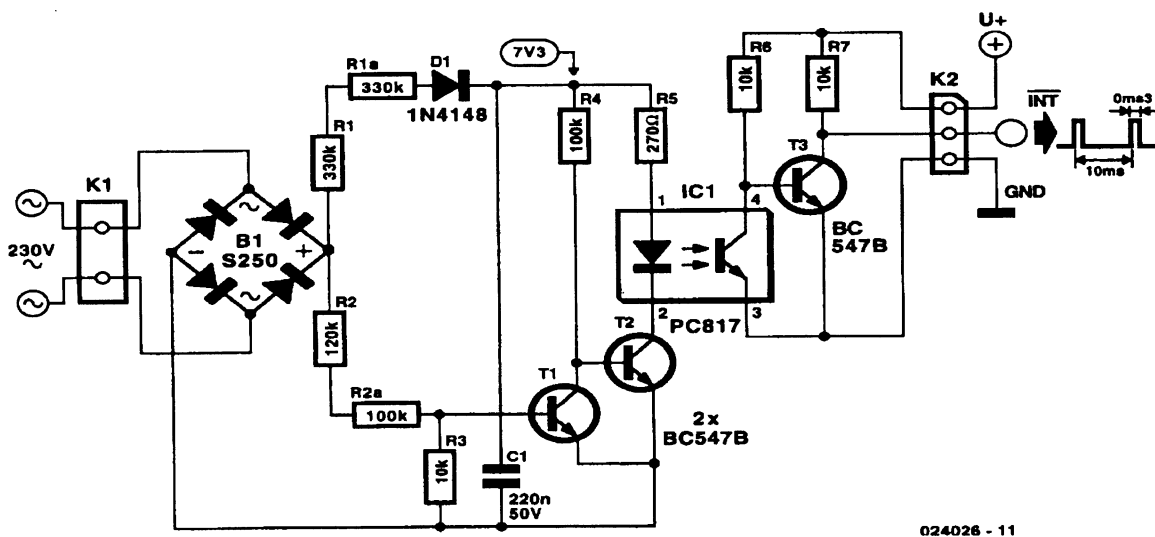 7V3
R6
R7
U+
R1a
330k
D1
1N4148
R4
100k
R5
270Ω
10k
10k
K2
INT
0ms3
10ms
R1
330k
T3
K1
IC1
1
4
GND
230V
~
B1
S250
~
~
-
+
BC
547B
R2
120k
2
3
T2
PC817
R2a
100k
T1
R3
10k
C1
220n
50V
2x
BC547B
024026 - 11